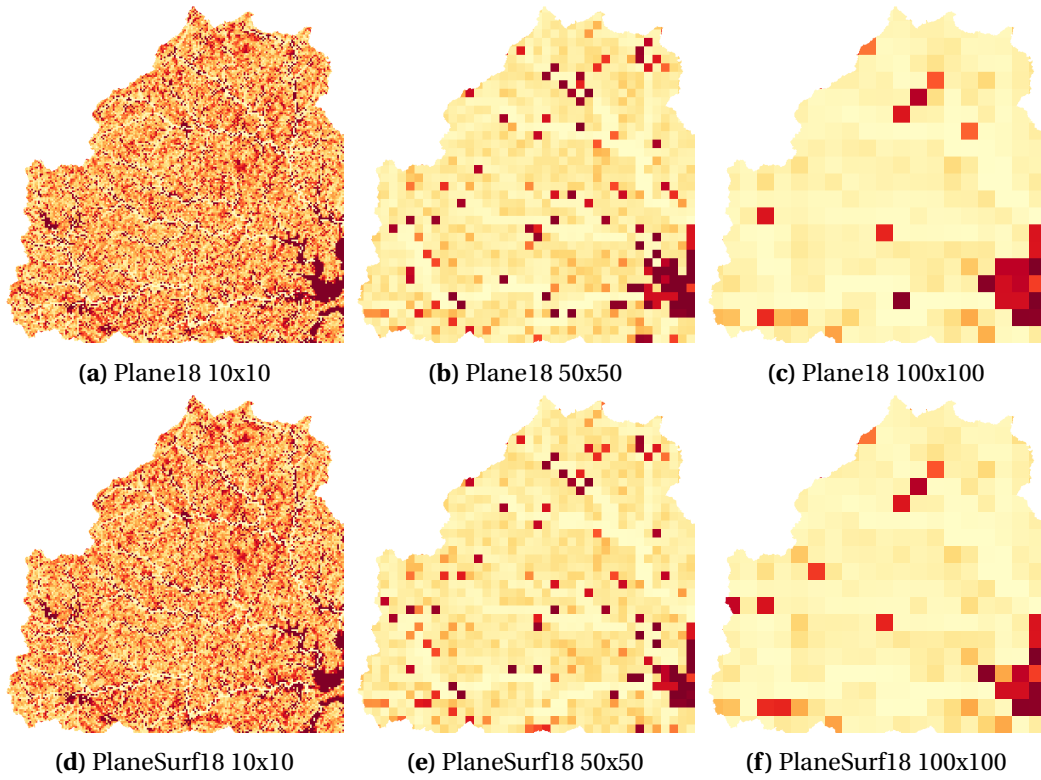 (a) Plane18 10x10
(b) Plane18 50x50
(c) Plane18 100x100
(d) PlaneSurf18 10x10
(e) PlaneSurf18 50x50
(f) PlaneSurf18 100x100